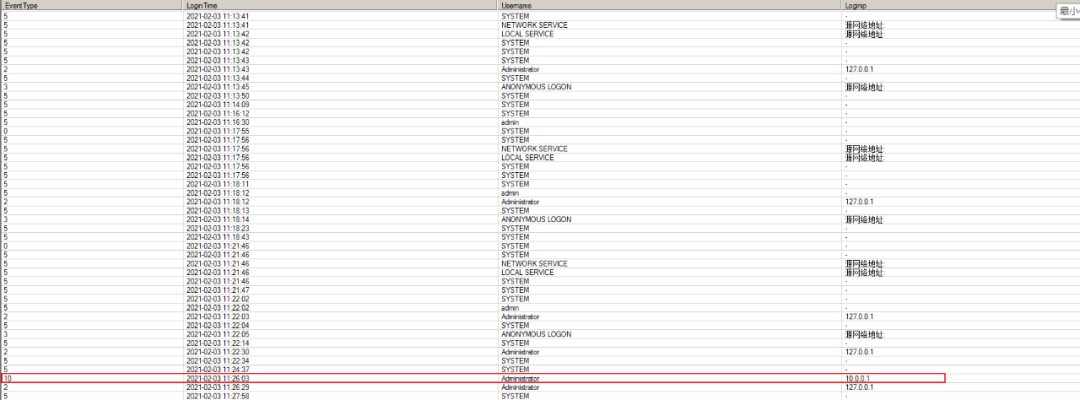 EventType LoginTime Username Loginip
最小
5 2021-02-03 11:13:41 SYSTEM -
5 2021-02-03 11:13:41 NETWORK SERVICE 源网络地址:
5 2021-02-03 11:13:42 LOCAL SERVICE 源网络地址:
5 2021-02-03 11:13:42 SYSTEM -
5 2021-02-03 11:13:42 SYSTEM -
5 2021-02-03 11:13:43 SYSTEM -
2 2021-02-03 11:13:43 Administrator 127.0.0.1
5 2021-02-03 11:13:44 SYSTEM -
3 2021-02-03 11:13:45 ANONYMOUS LOGON 源网络地址:
5 2021-02-03 11:13:50 SYSTEM -
5 2021-02-03 11:14:09 SYSTEM -
5 2021-02-03 11:16:12 SYSTEM -
5 2021-02-03 11:16:30 admin -
0 2021-02-03 11:17:55 SYSTEM -
5 2021-02-03 11:17:55 SYSTEM -
5 2021-02-03 11:17:56 NETWORK SERVICE 源网络地址:
5 2021-02-03 11:17:56 LOCAL SERVICE 源网络地址:
5 2021-02-03 11:17:56 SYSTEM -
5 2021-02-03 11:17:56 SYSTEM -
5 2021-02-03 11:18:11 SYSTEM -
5 2021-02-03 11:18:12 admin -
2 2021-02-03 11:18:12 Administrator 127.0.0.1
5 2021-02-03 11:18:13 SYSTEM -
3 2021-02-03 11:18:14 ANONYMOUS LOGON 源网络地址:
5 2021-02-03 11:18:23 SYSTEM -
5 2021-02-03 11:18:43 SYSTEM -
0 2021-02-03 11:21:46 SYSTEM -
5 2021-02-03 11:21:46 SYSTEM -
5 2021-02-03 11:21:46 NETWORK SERVICE 源网络地址:
5 2021-02-03 11:21:46 LOCAL SERVICE 源网络地址:
5 2021-02-03 11:21:46 SYSTEM -
5 2021-02-03 11:21:47 SYSTEM -
5 2021-02-03 11:22:02 SYSTEM -
5 2021-02-03 11:22:02 admin -
2 2021-02-03 11:22:03 Administrator 127.0.0.1
5 2021-02-03 11:22:04 SYSTEM -
3 2021-02-03 11:22:05 ANONYMOUS LOGON 源网络地址:
5 2021-02-03 11:22:14 SYSTEM -
2 2021-02-03 11:22:30 Administrator 127.0.0.1
5 2021-02-03 11:22:34 SYSTEM -
5 2021-02-03 11:24:37 SYSTEM -
10 2021-02-03 11:26:03 Administrator 10.0.0.1
2 2021-02-03 11:26:29 Administrator 127.0.0.1
5 2021-02-03 11:27:58 SYSTEM -